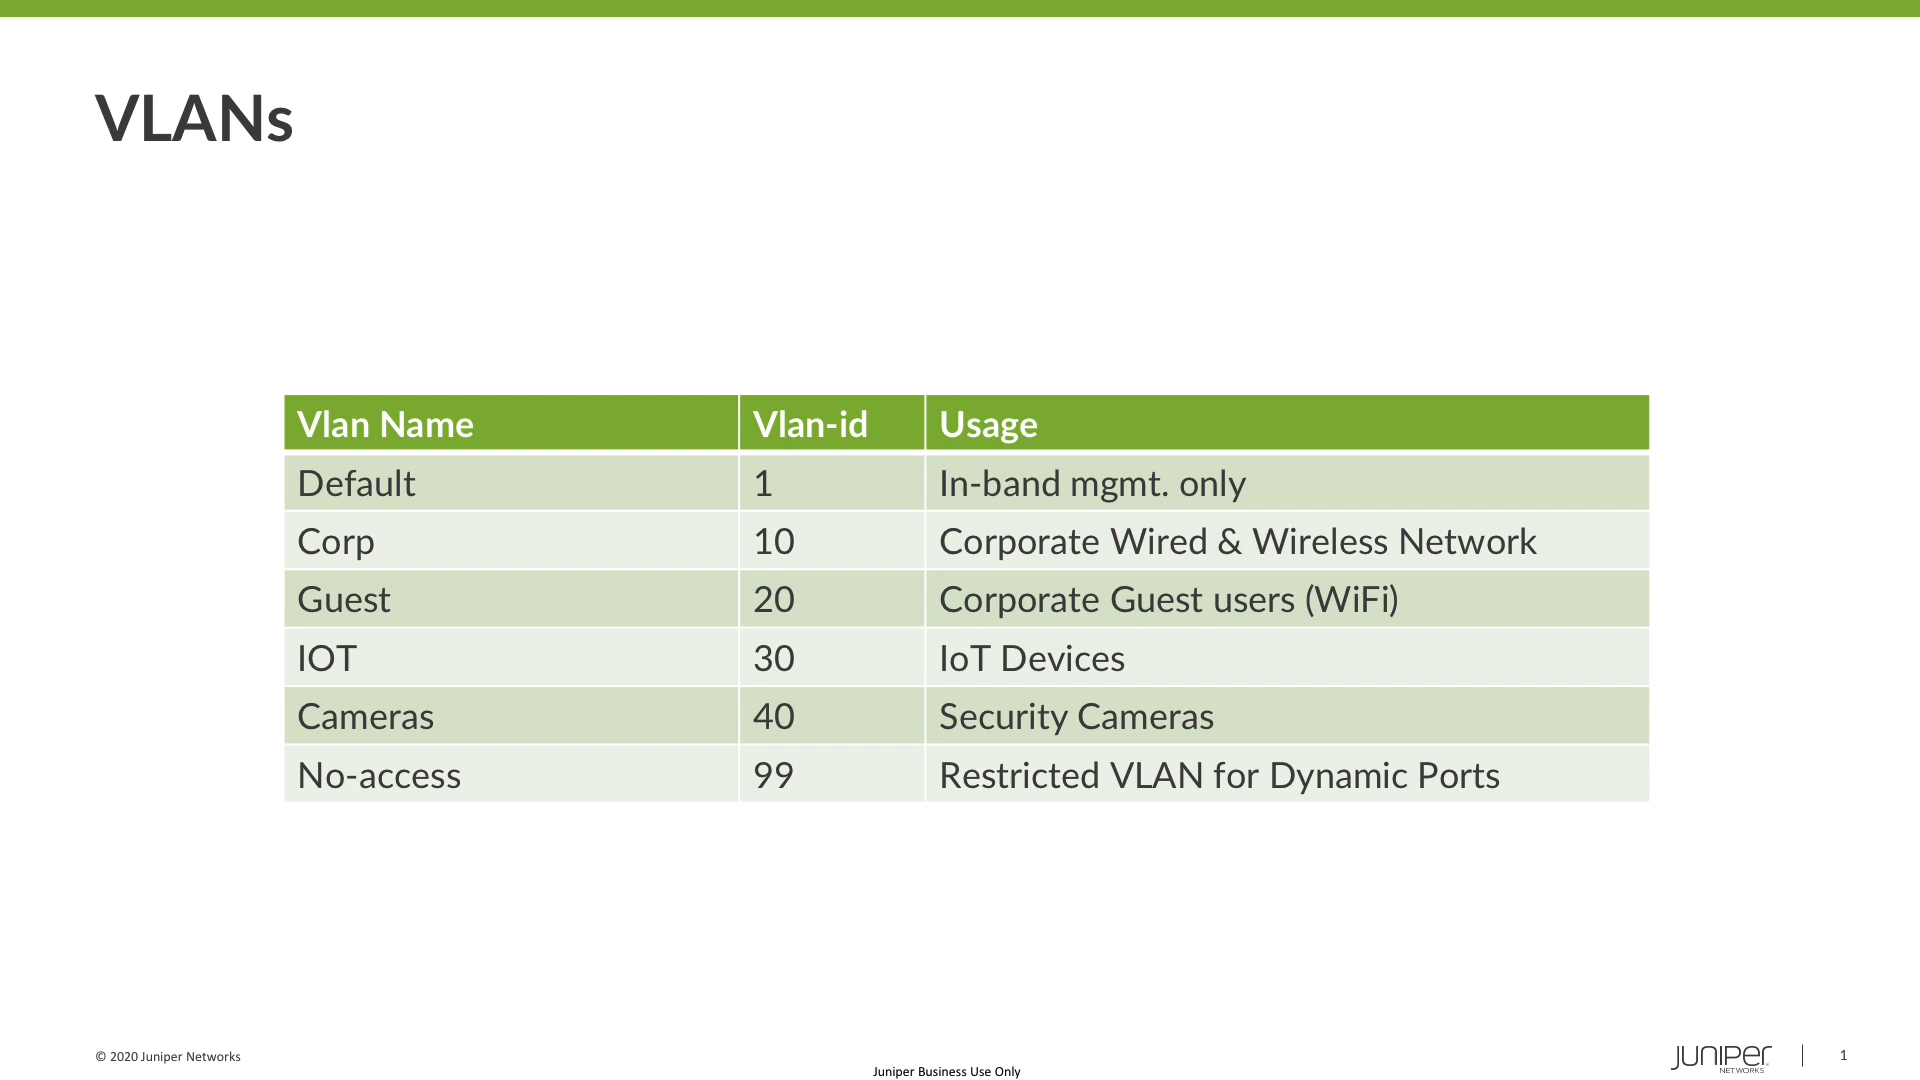 VLANs
Vlan Name Vlan-id Usage
Default 1 In-band mgmt. only
Corp 10 Corporate Wired & Wireless Network
Guest 20 Corporate Guest users (WiFi)
IOT 30 IoT Devices
Cameras 40 Security Cameras
No-access 99 Restricted VLAN for Dynamic Ports
© 2020 Juniper Networks
Juniper Business Use Only
JUNIPER
NETWORKS
1